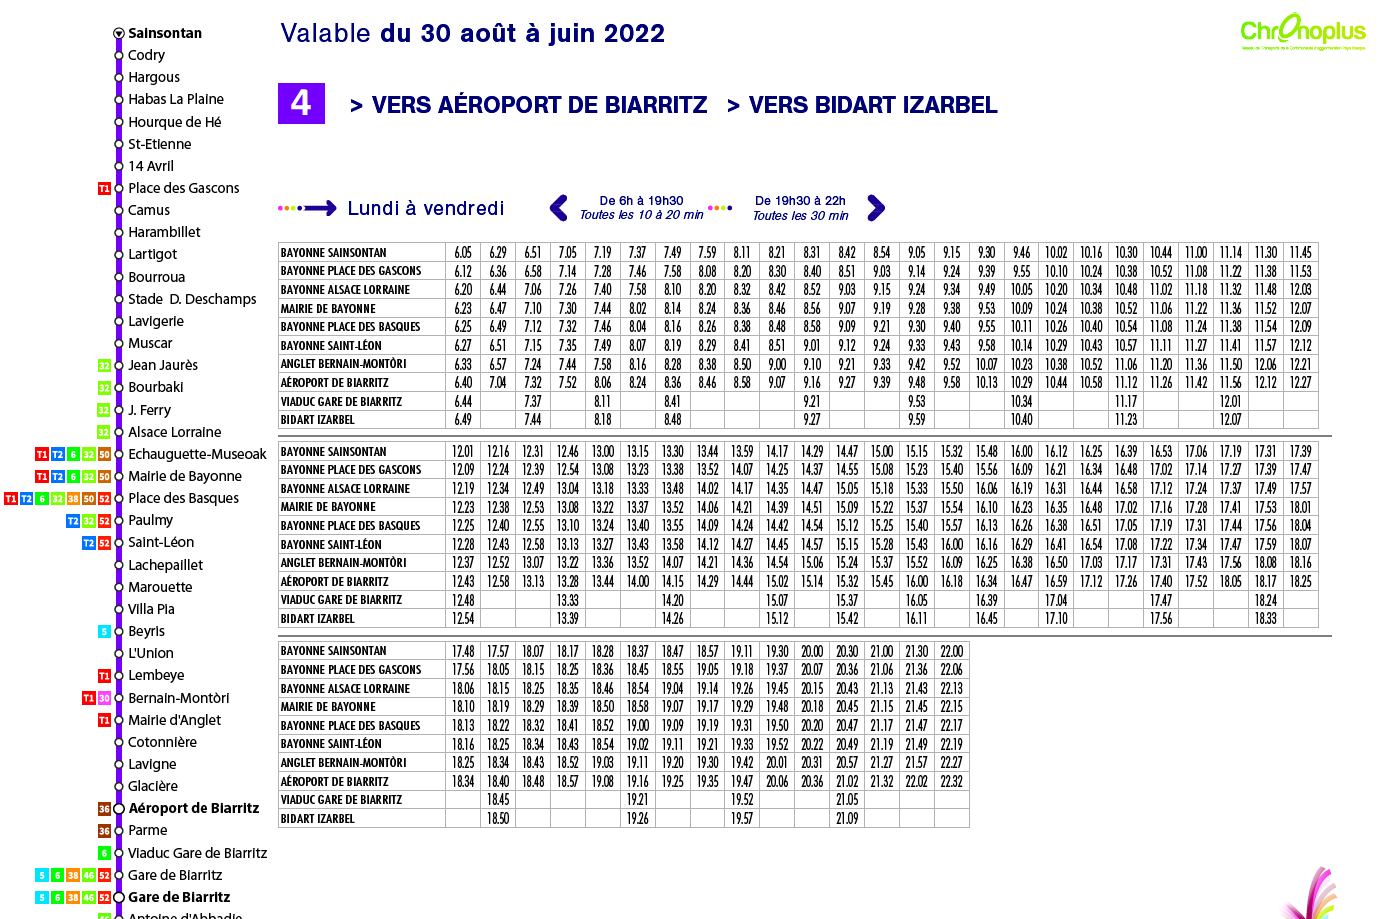 Valable du 30 août à juin 2022
Chronoplus
4 > VERS AÉROPORT DE BIARRITZ > VERS BIDART IZARBEL
Lundi à vendredi
De 6h à 19h30
Toutes les 10 à 20 min
De 19h30 à 22h
Toutes les 30 min
Sainsontan
Codry
Hargous
Habas La Plaine
Hourque de Hé
St-Etienne
14 Avril
T1 Place des Gascons
Camus
Harambillet
Lartigot
Bourroua
Stade D. Deschamps
Lavigerie
Muscar
32 Jean Jaurès
32 Bourbaki
32 J. Ferry
32 Alsace Lorraine
T1 T2 6 32 50 Echauguette-Museoak
T1 T2 6 32 50 Mairie de Bayonne
T1 T2 6 32 38 50 52 Place des Basques
T2 32 52 Paulmy
T2 52 Saint-Léon
Lachepaillet
Marouette
Villa Pia
5 Beyris
L'Union
T1 Lembeye
T1 30 Bernain-Montòri
T1 Mairie d'Anglet
Cotonnière
Lavigne
Glacière
36 Aéroport de Biarritz
36 Parme
6 Viaduc Gare de Biarritz
5 6 38 46 52 Gare de Biarritz
5 6 38 46 52 Gare de Biarritz
46 Antoine d'Abbadie
BAYONNE SAINSONTAN 6.05 6.29 6.51 7.05 7.19 7.37 7.49 7.59 8.11 8.21 8.31 8.42 8.54 9.05 9.15 9.30 9.46 10.02 10.16 10.30 10.44 11.00 11.14 11.30 11.45
BAYONNE PLACE DES GASCONS 6.12 6.36 6.58 7.14 7.28 7.46 7.58 8.08 8.20 8.30 8.40 8.51 9.03 9.14 9.24 9.39 9.55 10.10 10.24 10.38 10.52 11.08 11.22 11.38 11.53
BAYONNE ALSACE LORRAINE 6.20 6.44 7.06 7.26 7.40 7.58 8.10 8.20 8.32 8.42 8.52 9.03 9.15 9.24 9.34 9.49 10.05 10.20 10.34 10.48 11.02 11.18 11.32 11.48 12.03
MAIRIE DE BAYONNE 6.23 6.47 7.10 7.30 7.44 8.02 8.14 8.24 8.36 8.46 8.56 9.07 9.19 9.28 9.38 9.53 10.09 10.24 10.38 10.52 11.06 11.22 11.36 11.52 12.07
BAYONNE PLACE DES BASQUES 6.25 6.49 7.12 7.32 7.46 8.04 8.16 8.26 8.38 8.48 8.58 9.09 9.21 9.30 9.40 9.55 10.11 10.26 10.40 10.54 11.08 11.24 11.38 11.54 12.09
BAYONNE SAINT-LÉON 6.27 6.51 7.15 7.35 7.49 8.07 8.19 8.29 8.41 8.51 9.01 9.12 9.24 9.33 9.43 9.58 10.14 10.29 10.43 10.57 11.11 11.27 11.41 11.57 12.12
ANGLET BERNAIN-MONTÒRI 6.33 6.57 7.24 7.44 7.58 8.16 8.28 8.38 8.50 9.00 9.10 9.21 9.33 9.42 9.52 10.07 10.23 10.38 10.52 11.06 11.20 11.36 11.50 12.06 12.21
AÉROPORT DE BIARRITZ 6.40 7.04 7.32 7.52 8.06 8.24 8.36 8.46 8.58 9.07 9.16 9.27 9.39 9.48 9.58 10.13 10.29 10.44 10.58 11.12 11.26 11.42 11.56 12.12 12.27
VIADUC GARE DE BIARRITZ 6.44 7.37 8.11 8.41 9.21 9.53 10.34 11.17 12.01
BIDART IZARBEL 6.49 7.44 8.18 8.48 9.27 9.59 10.40 11.23 12.07
BAYONNE SAINSONTAN 12.01 12.16 12.31 12.46 13.00 13.15 13.30 13.44 13.59 14.17 14.29 14.47 15.00 15.15 15.32 15.48 16.00 16.12 16.25 16.39 16.53 17.06 17.19 17.31 17.39
BAYONNE PLACE DES GASCONS 12.09 12.24 12.39 12.54 13.08 13.23 13.38 13.52 14.07 14.25 14.37 14.55 15.08 15.23 15.40 15.56 16.09 16.21 16.34 16.48 17.02 17.14 17.27 17.39 17.47
BAYONNE ALSACE LORRAINE 12.19 12.34 12.49 13.04 13.18 13.33 13.48 14.02 14.17 14.35 14.47 15.05 15.18 15.33 15.50 16.06 16.19 16.31 16.44 16.58 17.12 17.24 17.37 17.49 17.57
MAIRIE DE BAYONNE 12.23 12.38 12.53 13.08 13.22 13.37 13.52 14.06 14.21 14.39 14.51 15.09 15.22 15.37 15.54 16.10 16.23 16.35 16.48 17.02 17.16 17.28 17.41 17.53 18.01
BAYONNE PLACE DES BASQUES 12.25 12.40 12.55 13.10 13.24 13.40 13.55 14.09 14.24 14.42 14.54 15.12 15.25 15.40 15.57 16.13 16.26 16.38 16.51 17.05 17.19 17.31 17.44 17.56 18.04
BAYONNE SAINT-LÉON 12.28 12.43 12.58 13.13 13.27 13.43 13.58 14.12 14.27 14.45 14.57 15.15 15.28 15.43 16.00 16.16 16.29 16.41 16.54 17.08 17.22 17.34 17.47 17.59 18.07
ANGLET BERNAIN-MONTÒRI 12.37 12.52 13.07 13.22 13.36 13.52 14.07 14.21 14.36 14.54 15.06 15.24 15.37 15.52 16.09 16.25 16.38 16.50 17.03 17.17 17.31 17.43 17.56 18.08 18.16
AÉROPORT DE BIARRITZ 12.43 12.58 13.13 13.28 13.44 14.00 14.15 14.29 14.44 15.02 15.14 15.32 15.45 16.00 16.18 16.34 16.47 16.59 17.12 17.26 17.40 17.52 18.05 18.17 18.25
VIADUC GARE DE BIARRITZ 12.48 13.33 14.20 15.07 15.37 16.05 16.39 17.04 17.47 18.24
BIDART IZARBEL 12.54 13.39 14.26 15.12 15.42 16.11 16.45 17.10 17.56 18.33
BAYONNE SAINSONTAN 17.48 17.57 18.07 18.17 18.28 18.37 18.47 18.57 19.11 19.30 20.00 20.30 21.00 21.30 22.00
BAYONNE PLACE DES GASCONS 17.56 18.05 18.15 18.25 18.36 18.45 18.55 19.05 19.18 19.37 20.07 20.36 21.06 21.36 22.06
BAYONNE ALSACE LORRAINE 18.06 18.15 18.25 18.35 18.46 18.54 19.04 19.14 19.26 19.45 20.15 20.43 21.13 21.43 22.13
MAIRIE DE BAYONNE 18.10 18.19 18.29 18.39 18.50 18.58 19.07 19.17 19.29 19.48 20.18 20.45 21.15 21.45 22.15
BAYONNE PLACE DES BASQUES 18.13 18.22 18.32 18.41 18.52 19.00 19.09 19.19 19.31 19.50 20.20 20.47 21.17 21.47 22.17
BAYONNE SAINT-LÉON 18.16 18.25 18.34 18.43 18.54 19.02 19.11 19.21 19.33 19.52 20.22 20.49 21.19 21.49 22.19
ANGLET BERNAIN-MONTÒRI 18.25 18.34 18.43 18.52 19.03 19.11 19.20 19.30 19.42 20.01 20.31 20.57 21.27 21.57 22.27
AÉROPORT DE BIARRITZ 18.34 18.40 18.48 18.57 19.08 19.16 19.25 19.35 19.47 20.06 20.36 21.02 21.32 22.02 22.32
VIADUC GARE DE BIARRITZ 18.45 19.21 19.52 21.05
BIDART IZARBEL 18.50 19.26 19.57 21.09